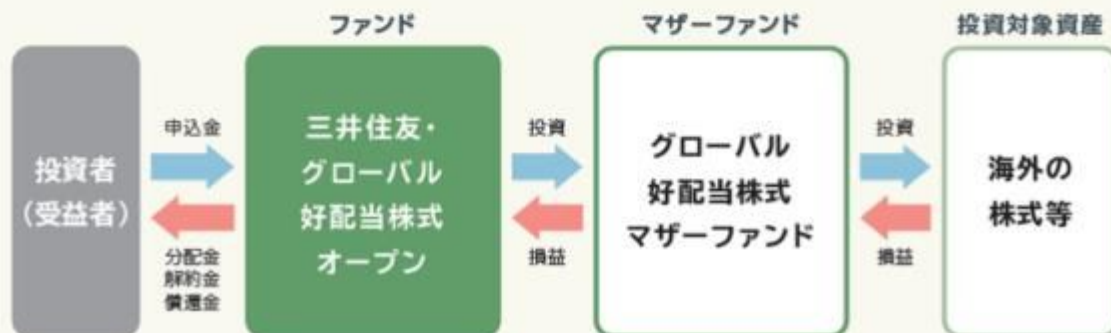 ファンド
マザーファンド
投資対象資産
投資者
（受益者）
申込金
分配金
解約金
償還金
三井住友・
グローバル
好配当株式
オープン
投資
損益
グローバル
好配当株式
マザーファンド
投資
損益
海外の
株式等